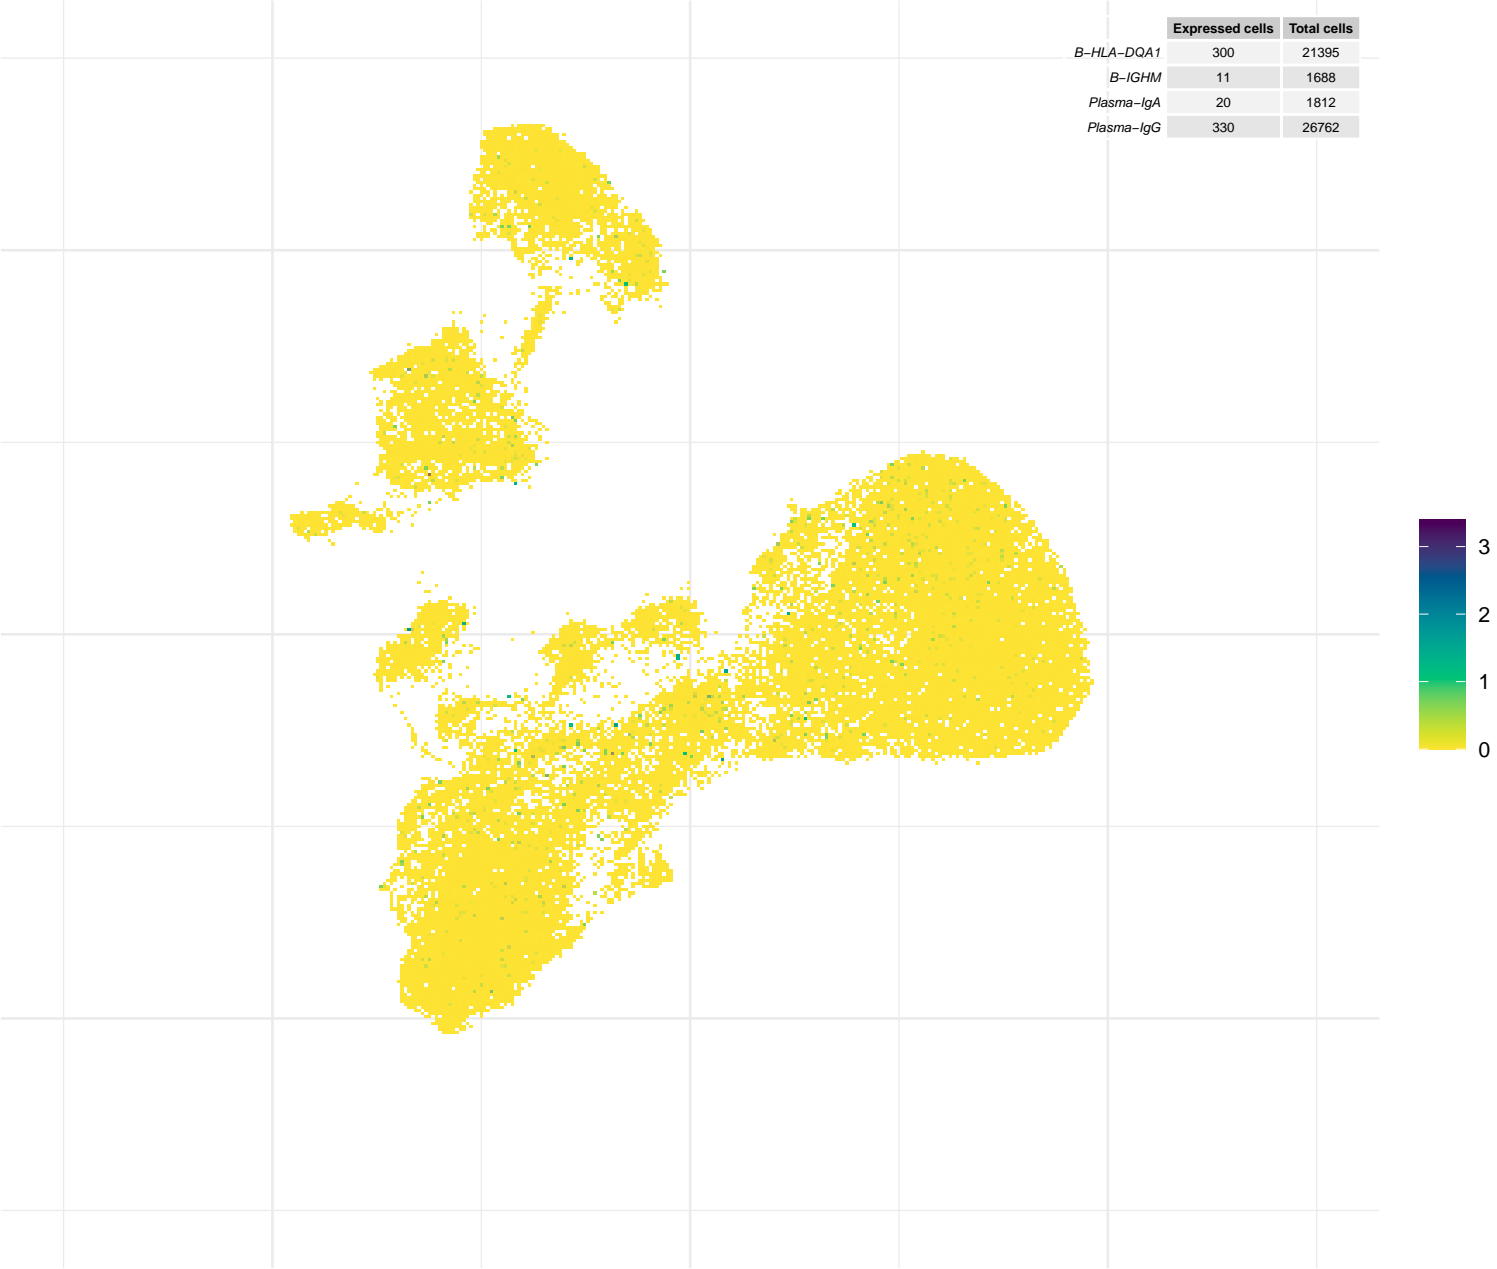 Expressed cells Total cells
B−HLA−DQA1 300 21395
B−IGHM 11 1688
Plasma−IgA 20 1812
Plasma−IgG 330 26762
3
2
1
0